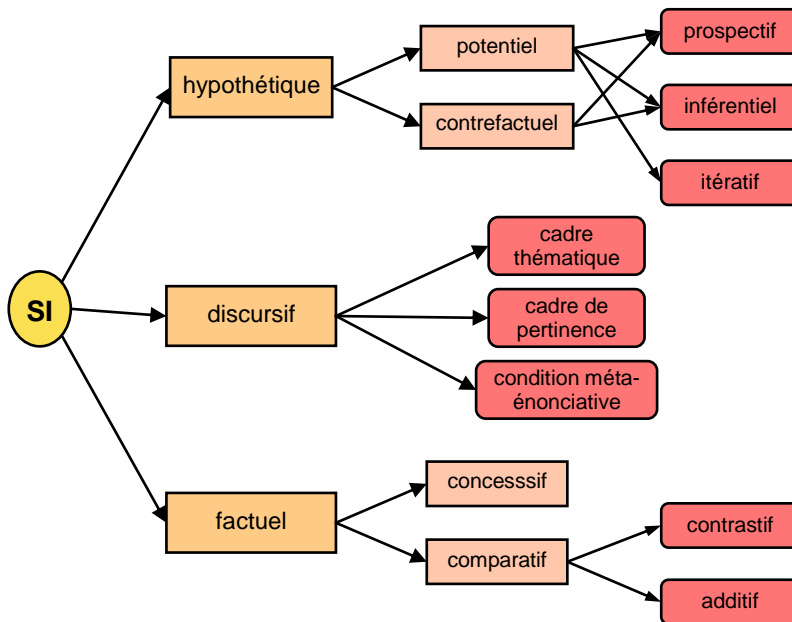 SI
hypothétique
potentiel
contrefactuel
prospectif
inférentiel
itératif
discursif
cadre
thématique
cadre de
pertinence
condition méta-
énonciative
factuel
concesssif
comparatif
contrastif
additif